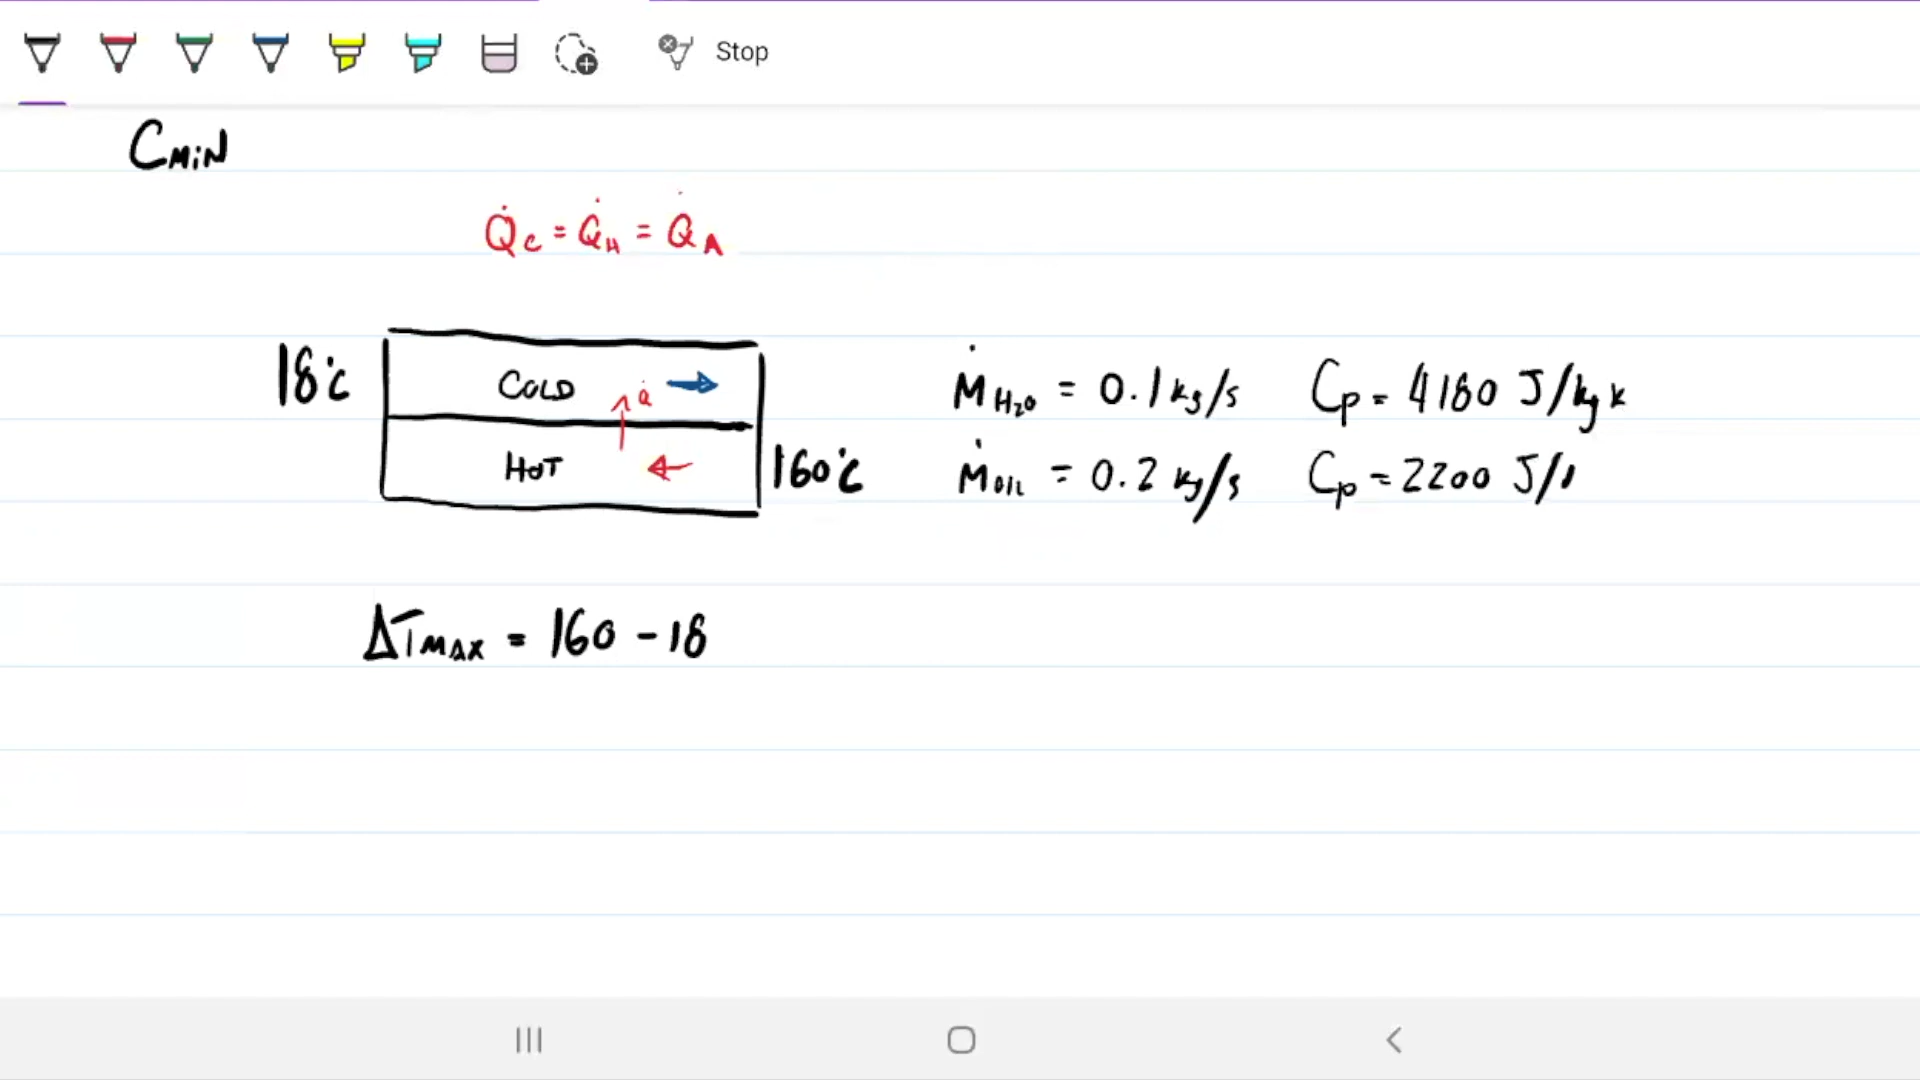 Stop
CMIN
Q̇C = Q̇H = Q̇A
18°C COLD Q̇ ṀH₂O = 0.1 kg/s Cp = 4180 J/kg K
HOT 160°C ṀOIL = 0.2 kg/s Cp = 2200 J/
ΔTMAX = 160 - 18